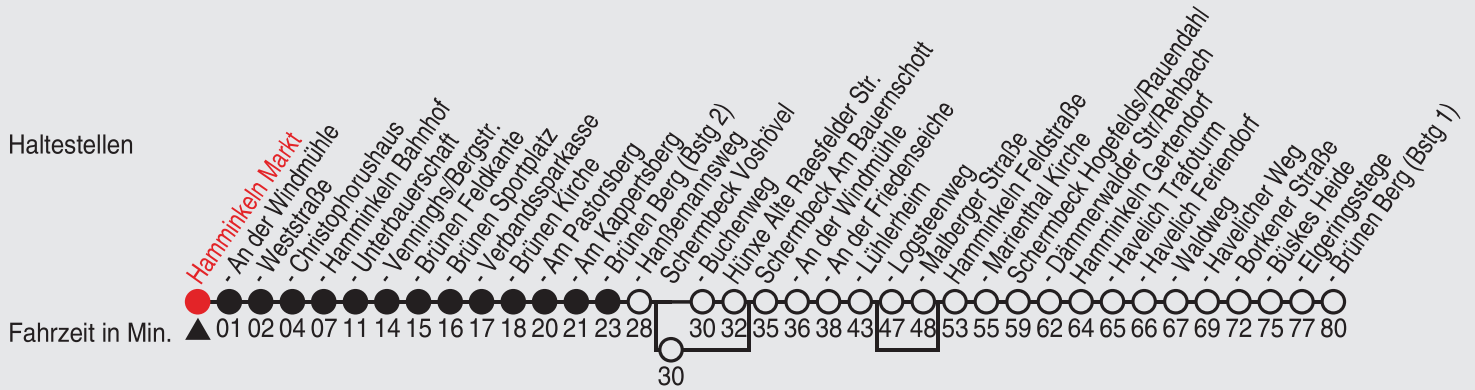 Haltestellen
Hamminkeln Markt
- An der Windmühle
- Weststraße
- Christophorushaus
- Hamminkeln Bahnhof
- Unterbauerschaft
- Venninghs/Bergstr.
- Brünen Feldkante
- Brünen Sportplatz
- Verbandssparkasse
- Brünen Kirche
- Am Pastorsberg
- Am Kappertsberg
- Brünen Berg (Bstg 2)
- Hanßemannsweg
Schermbeck Voshövel
- Buchenweg
Hünxe Alte Raesfelder Str.
Schermbeck Am Bauernschott
- An der Windmühle
- An der Friedenseiche
- Lühlerheim
- Logsteenweg
- Malberger Straße
Hamminkeln Feldstraße
- Marienthal Kirche
Schermbeck Hogefelds/Rauendahl
- Dämmerwalder Str/Rehbach
Hamminkeln Gertendorf
- Havelich Trafoturm
- Havelich Feriendorf
- Waldweg
- Havelicher Weg
- Borkener Straße
- Büskes Heide
- Elperingsstege
- Brünen Berg (Bstg 1)
Fahrzeit in Min. 01 02 04 07 11 14 15 16 17 18 20 21 23 28 30 32 35 36 38 43 47 48 53 55 59 62 64 65 66 67 69 72 75 77 80
30